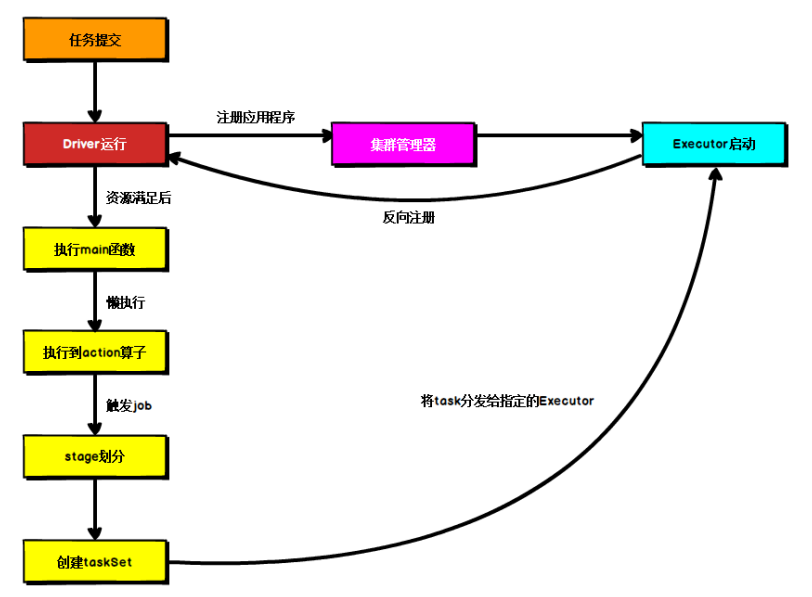 任务提交
注册应用程序
Driver运行
集群管理器
Executor启动
资源满足后
反向注册
执行main函数
懒执行
执行到action算子
触发job
将task分发给指定的Executor
stage划分
创建taskSet